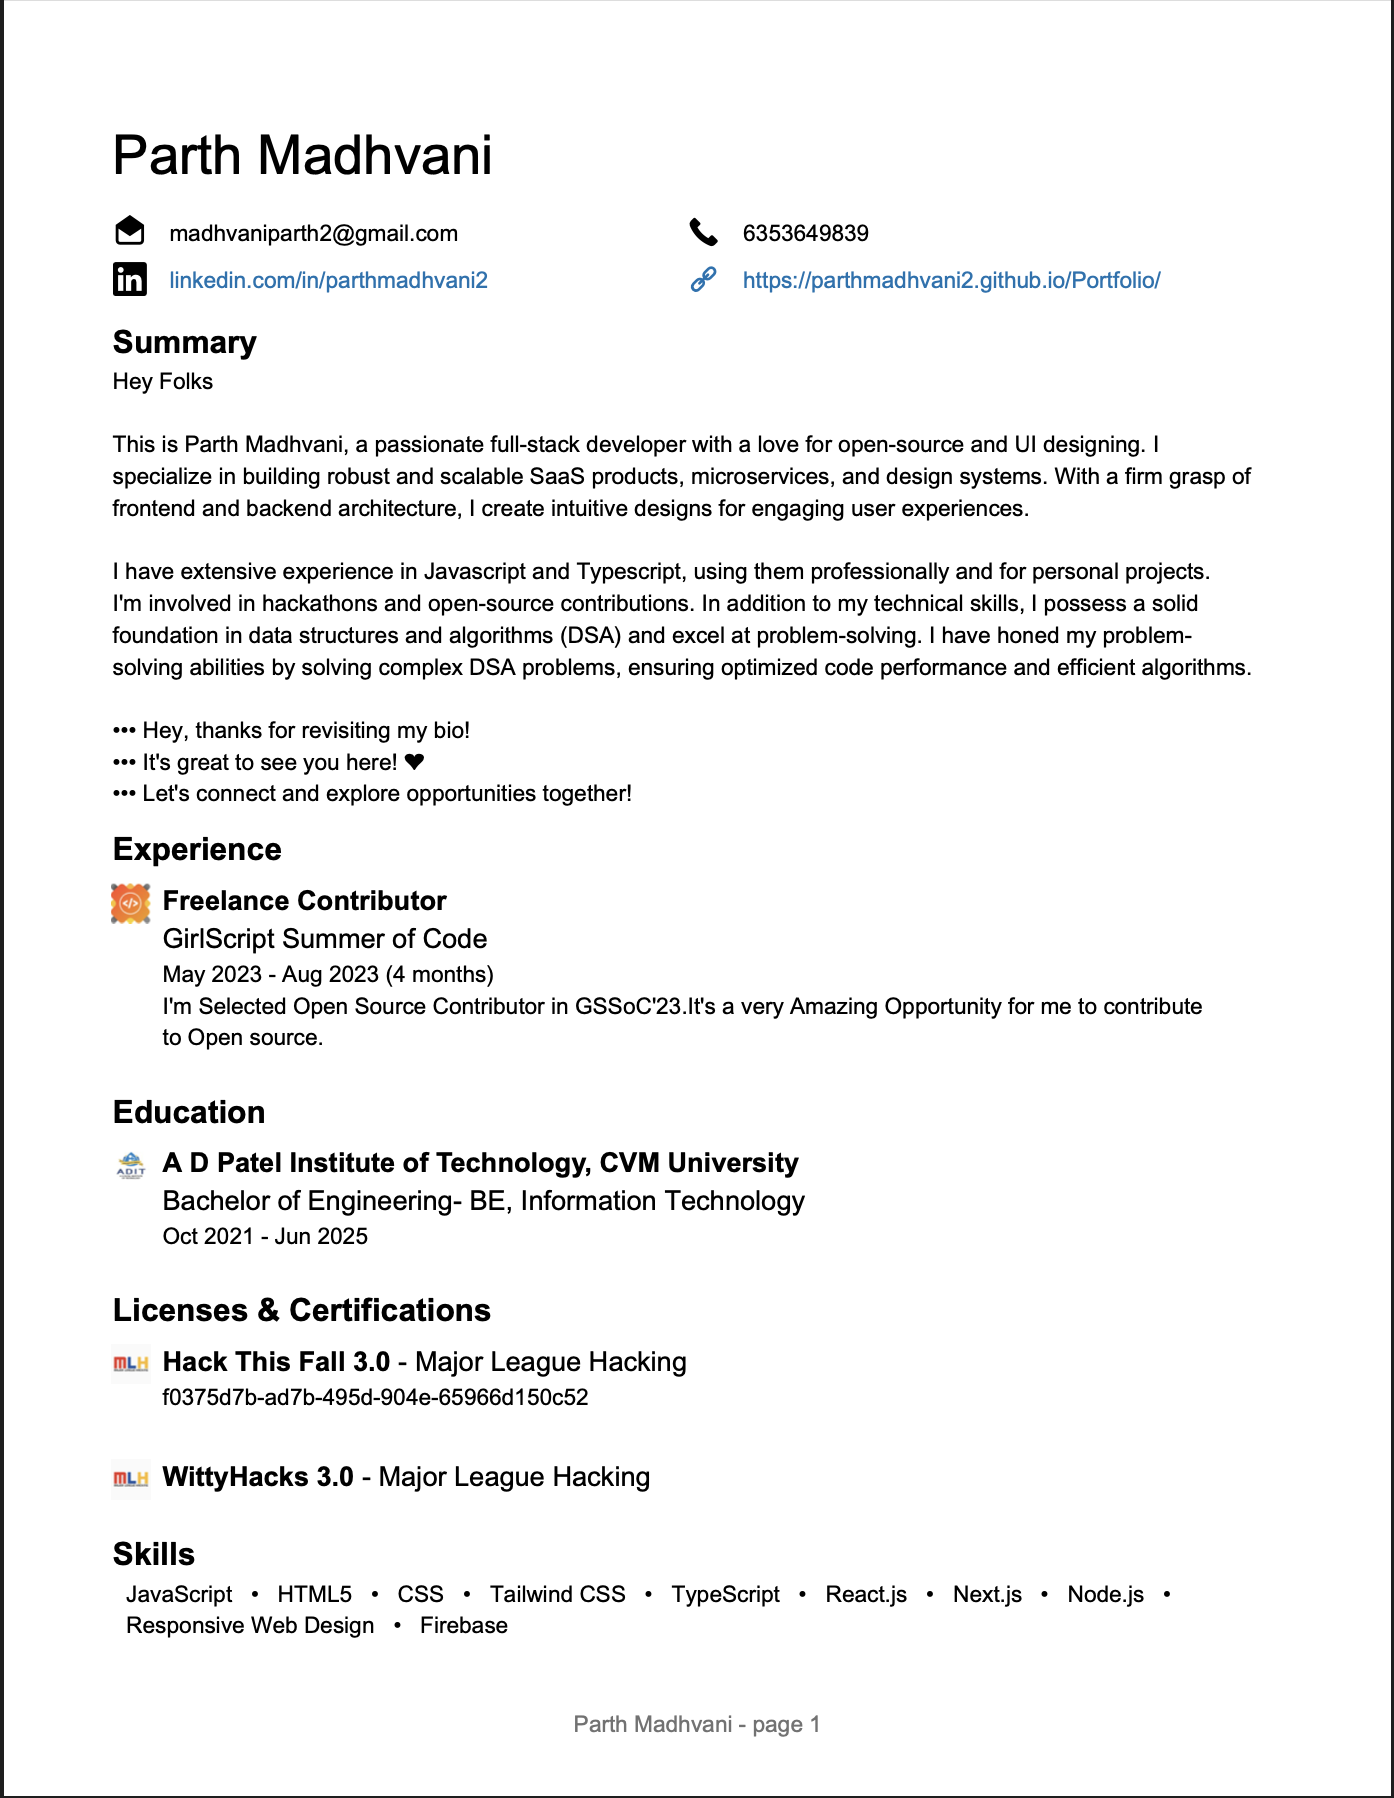 Parth Madhvani
madhvaniparth2@gmail.com 6353649839
linkedin.com/in/parthmadhvani2 https://parthmadhvani2.github.io/Portfolio/
Summary
Hey Folks
This is Parth Madhvani, a passionate full-stack developer with a love for open-source and UI designing. I
specialize in building robust and scalable SaaS products, microservices, and design systems. With a firm grasp of
frontend and backend architecture, I create intuitive designs for engaging user experiences.
I have extensive experience in Javascript and Typescript, using them professionally and for personal projects.
I'm involved in hackathons and open-source contributions. In addition to my technical skills, I possess a solid
foundation in data structures and algorithms (DSA) and excel at problem-solving. I have honed my problem-
solving abilities by solving complex DSA problems, ensuring optimized code performance and efficient algorithms.
••• Hey, thanks for revisiting my bio!
••• It's great to see you here! ♥
••• Let's connect and explore opportunities together!
Experience
Freelance Contributor
GirlScript Summer of Code
May 2023 - Aug 2023 (4 months)
I'm Selected Open Source Contributor in GSSoC'23.It's a very Amazing Opportunity for me to contribute
to Open source.
Education
ADIT A D Patel Institute of Technology, CVM University
Bachelor of Engineering- BE, Information Technology
Oct 2021 - Jun 2025
Licenses & Certifications
MLH Hack This Fall 3.0 - Major League Hacking
f0375d7b-ad7b-495d-904e-65966d150c52
MLH WittyHacks 3.0 - Major League Hacking
Skills
JavaScript • HTML5 • CSS • Tailwind CSS • TypeScript • React.js • Next.js • Node.js •
Responsive Web Design • Firebase
Parth Madhvani - page 1